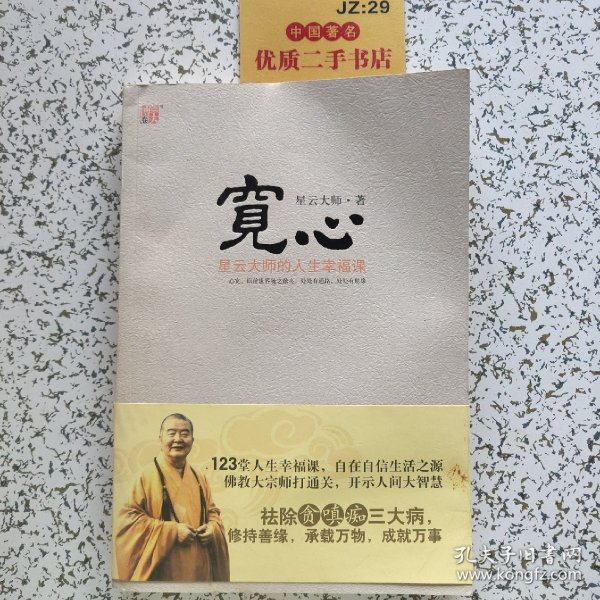 JZ:29
中国著名
优质二手书店
寬心
星云大师·著
星云大师的人生幸福课
123堂人生幸福课，自在自信生活之源
佛教大宗师打通关，开示人间大智慧
祛除贪嗔痴三大病，
修持善缘，承载万物，成就万事
孔夫子旧书网
www.kongfz.com